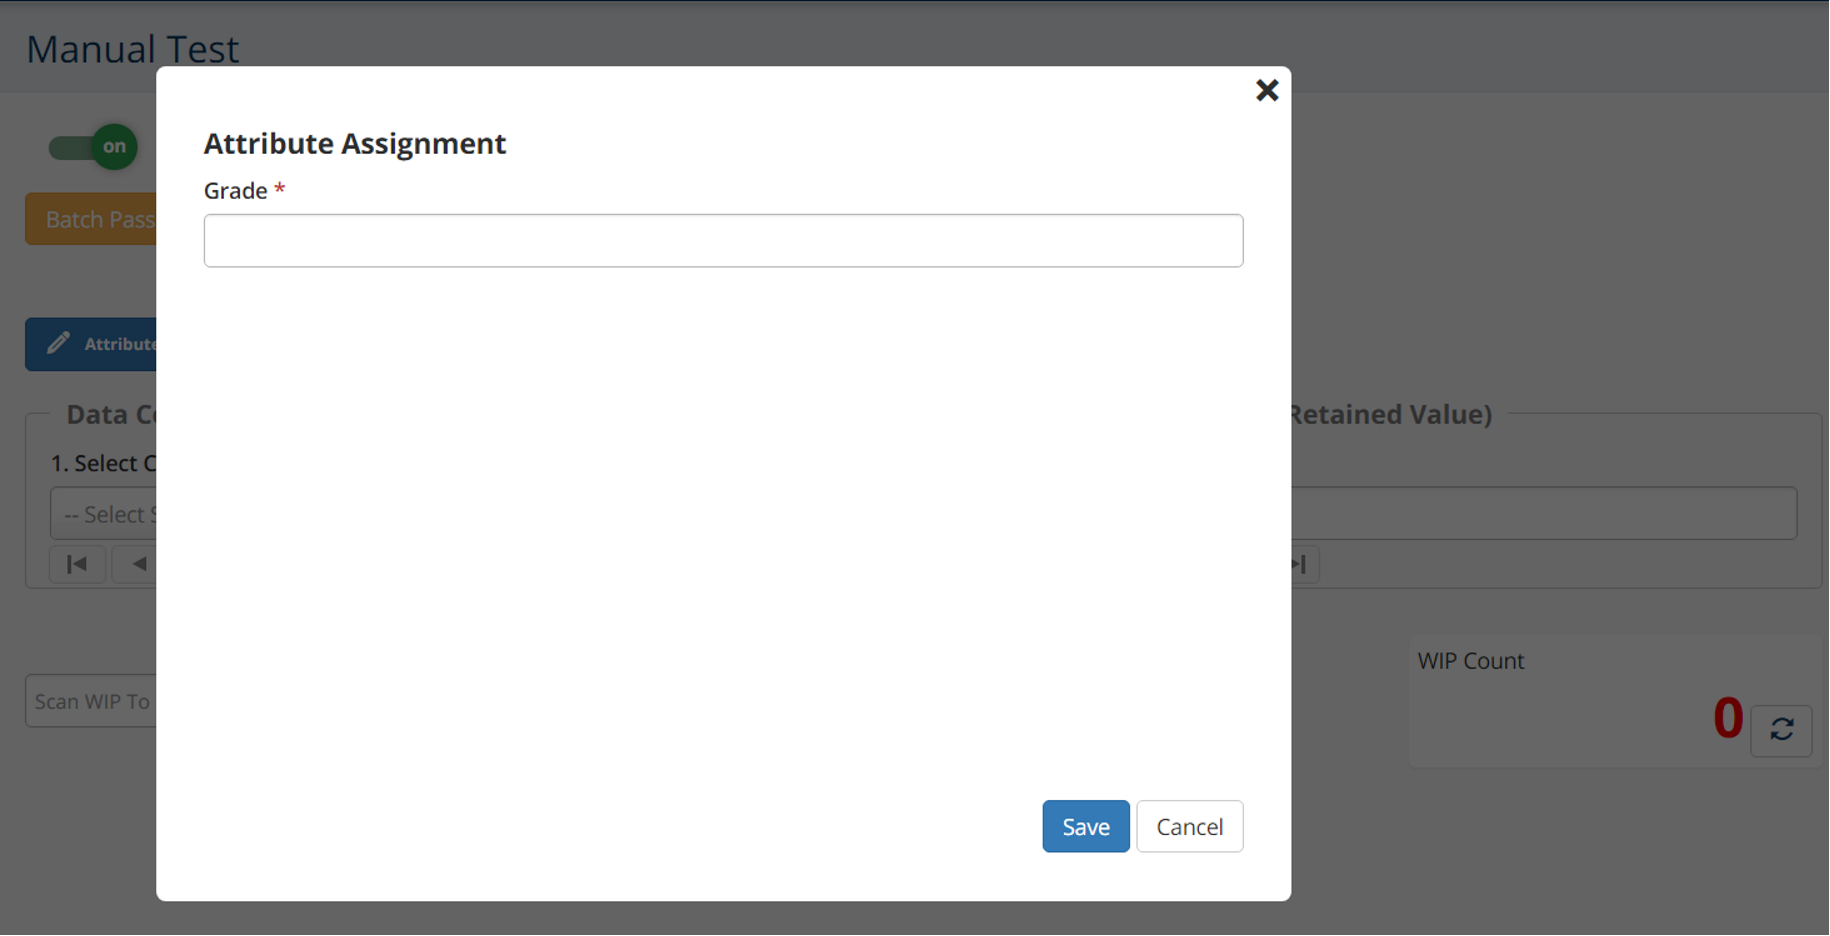 Manual Test
on
Batch Pass
Attribute
Attribute Assignment
Grade *
Data Co
Retained Value)
1. Select C
-- Select S
Scan WIP To
WIP Count
0
Save
Cancel